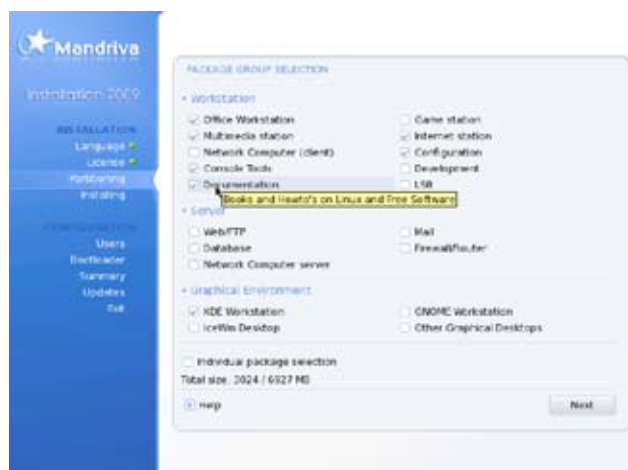 Mandriva
Installation 2009
INSTALLATION
Language
License
Partitioning
Installing
CONFIGURATION
Users
Bootloader
Summary
Updates
Exit
PACKAGE GROUP SELECTION
Workstation
Office Workstation
Game station
Multimedia station
Internet station
Network Computer (client)
Configuration
Console Tools
Development
Documentation
LSB
Books and Howto's on Linux and Free Software
Server
Web/FTP
Mail
Database
Firewall/Router
Network Computer server
Graphical Environment
KDE Workstation
GNOME Workstation
IceWm Desktop
Other Graphical Desktops
Individual package selection
Total size: 3024 / 6927 MB
Help
Next